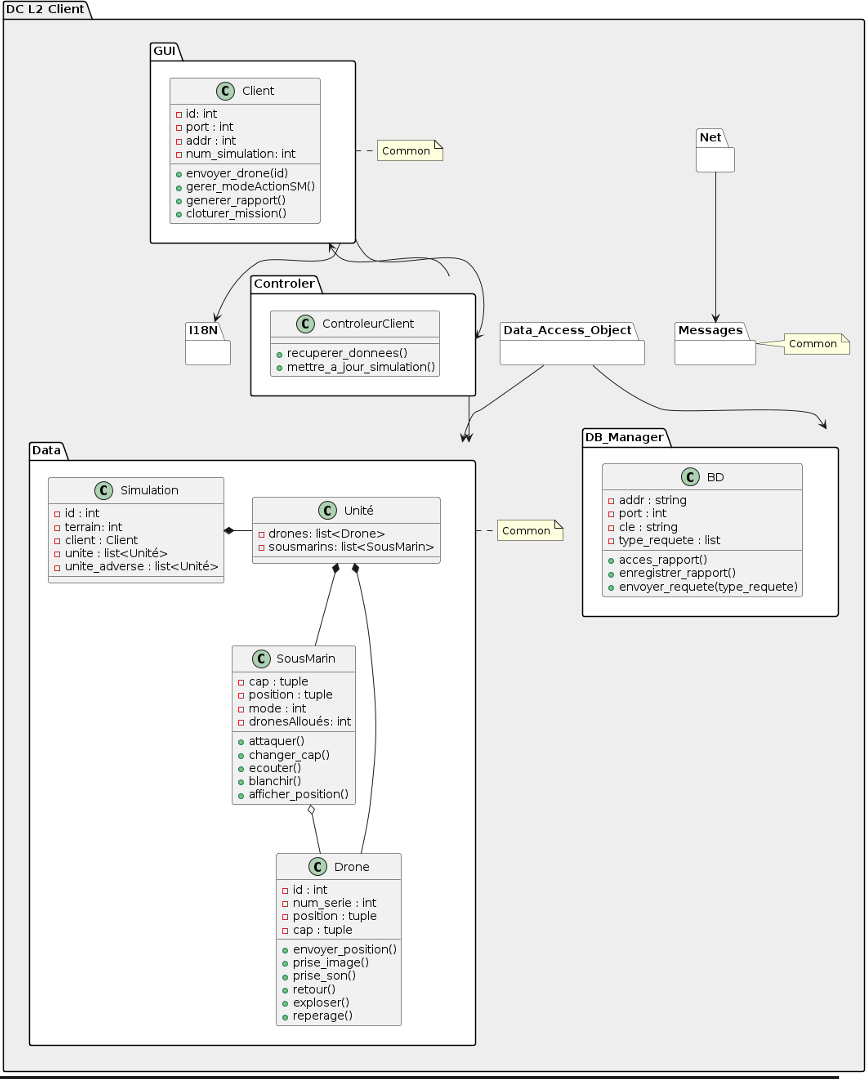 DC L2 Client
GUI
C Client
id: int
port : int
addr : int
num_simulation: int
envoyer_drone(id)
gerer_modeActionSM()
generer_rapport()
cloturer_mission()
Common
Net
I18N
Controler
C ControleurClient
recuperer_donnees()
mettre_a_jour_simulation()
Data_Access_Object
Messages
Common
Data
C Simulation
id : int
terrain: int
client : Client
unite : list<Unité>
unite_adverse : list<Unité>
C Unité
drones: list<Drone>
sousmarins: list<SousMarin>
Common
DB_Manager
C BD
addr : string
port : int
cle : string
type_requete : list
acces_rapport()
enregistrer_rapport()
envoyer_requete(type_requete)
C SousMarin
cap : tuple
position : tuple
mode : int
dronesAlloués: int
attaquer()
changer_cap()
ecouter()
blanchir()
afficher_position()
C Drone
id : int
num_serie : int
position : tuple
cap : tuple
envoyer_position()
prise_image()
prise_son()
retour()
exploser()
reperage()